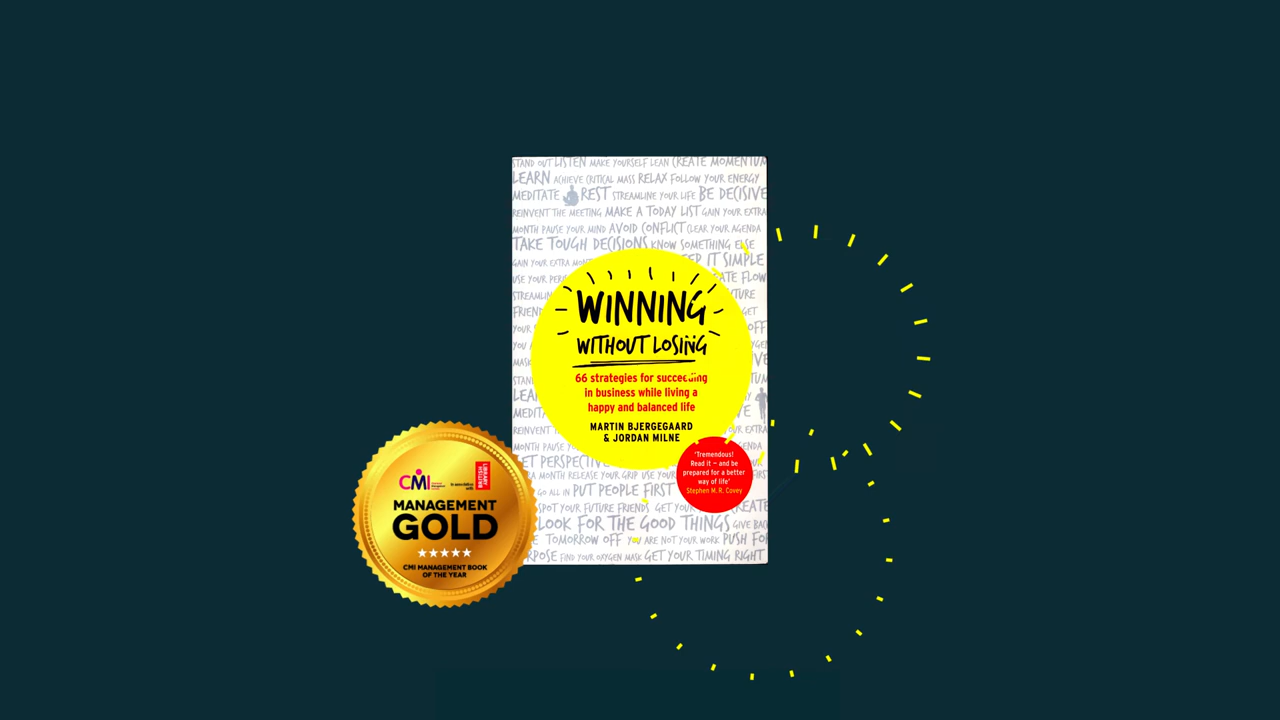 STAND OUT LISTEN MAKE YOURSELF LEAN CREATE MOMENTUM
LEARN ACHIEVE CRITICAL MASS RELAX FOLLOW YOUR ENERGY
MEDITATE REST STREAMLINE YOUR LIFE BE DECISIVE
REINVENT THE MEETING MAKE A TODAY LIST GAIN YOUR EXTRA
MONTH PAUSE YOUR MIND AVOID CONFLICT CLEAR YOUR AGENDA
TAKE TOUGH DECISIONS KNOW SOMETHING ELSE
WINNING
WITHOUT LOSING
66 strategies for succeeding
in business while living a
happy and balanced life
MARTIN BJERGEGAARD
& JORDAN MILNE
'Tremendous!
Read it – and be
prepared for a better
way of life'
Stephen M. R. Covey
GO ALL IN PUT PEOPLE FIRST
SPOT YOUR FUTURE FRIENDS GET
LOOK FOR THE GOOD THINGS GIVE BACK
TOMORROW OFF YOU ARE NOT YOUR WORK PUSH FOR
FIND YOUR OXYGEN MASK GET YOUR TIMING RIGHT
CMI
In association
with
MANAGEMENT
GOLD
CMI MANAGEMENT BOOK
OF THE YEAR